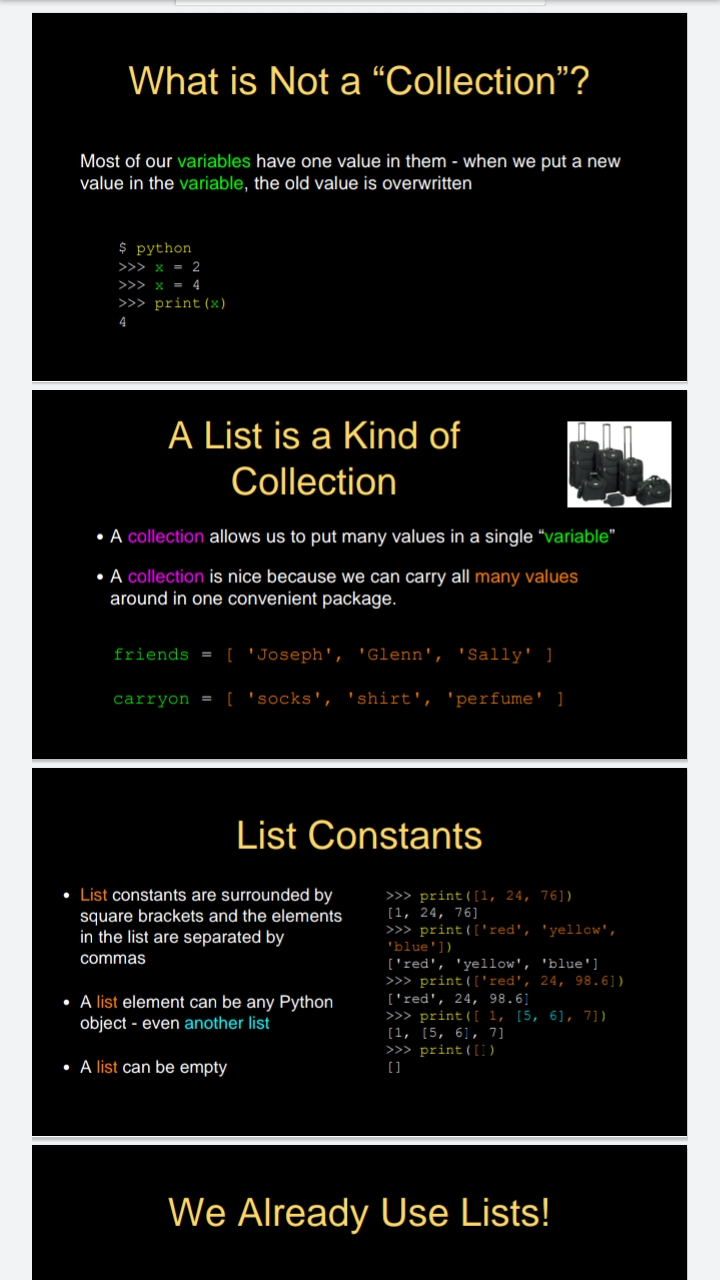 What is Not a “Collection”?
Most of our variables have one value in them - when we put a new
value in the variable, the old value is overwritten
$ python
>>> x = 2
>>> x = 4
>>> print(x)
4
A List is a Kind of
Collection
• A collection allows us to put many values in a single “variable”
• A collection is nice because we can carry all many values
around in one convenient package.
friends = [ 'Joseph', 'Glenn', 'Sally' ]
carryon = [ 'socks', 'shirt', 'perfume' ]
List Constants
• List constants are surrounded by
square brackets and the elements
in the list are separated by
commas
• A list element can be any Python
object - even another list
• A list can be empty
>>> print([1, 24, 76])
[1, 24, 76]
>>> print(['red', 'yellow',
'blue'])
['red', 'yellow', 'blue']
>>> print(['red', 24, 98.6])
['red', 24, 98.6]
>>> print([ 1, [5, 6], 7])
[1, [5, 6], 7]
>>> print([])
[]
We Already Use Lists!